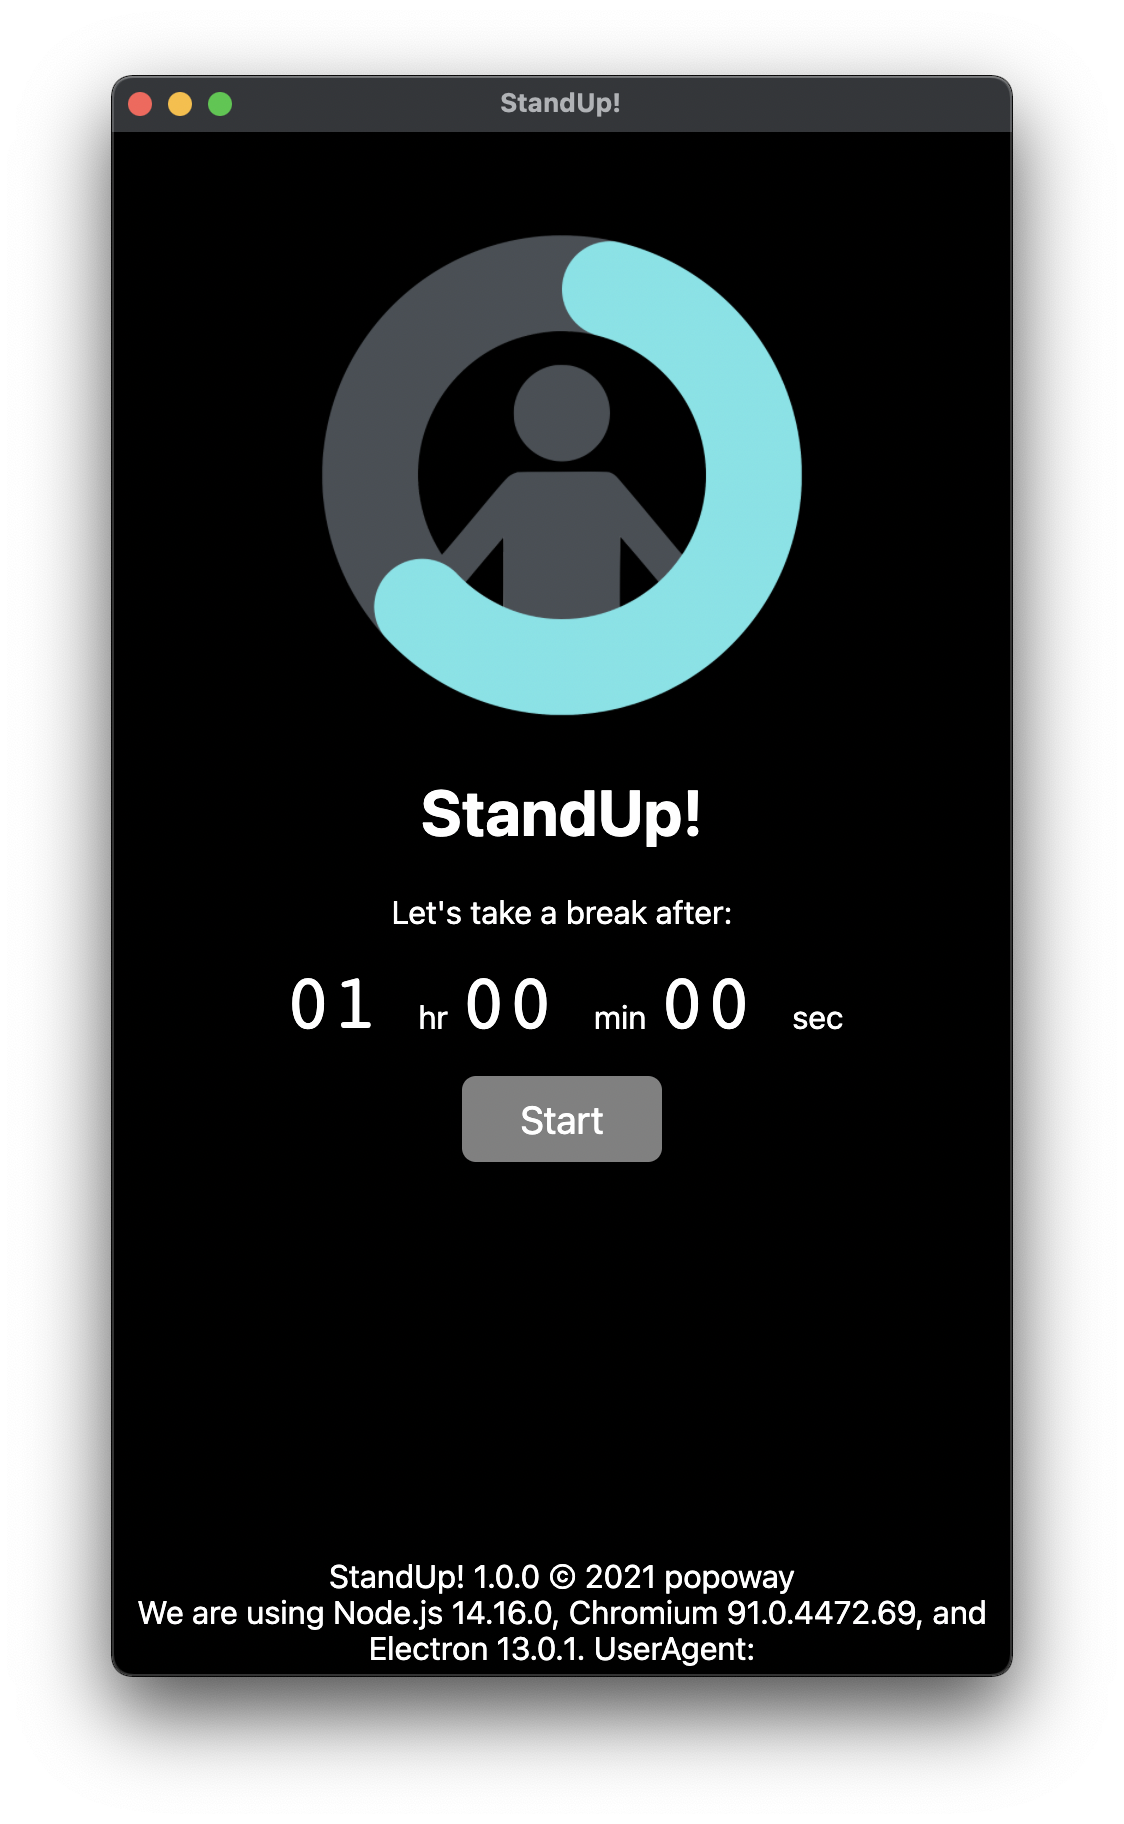 StandUp!
StandUp!
Let's take a break after:
01 hr 00 min 00 sec
Start
StandUp! 1.0.0 © 2021 popoway
We are using Node.js 14.16.0, Chromium 91.0.4472.69, and
Electron 13.0.1. UserAgent: